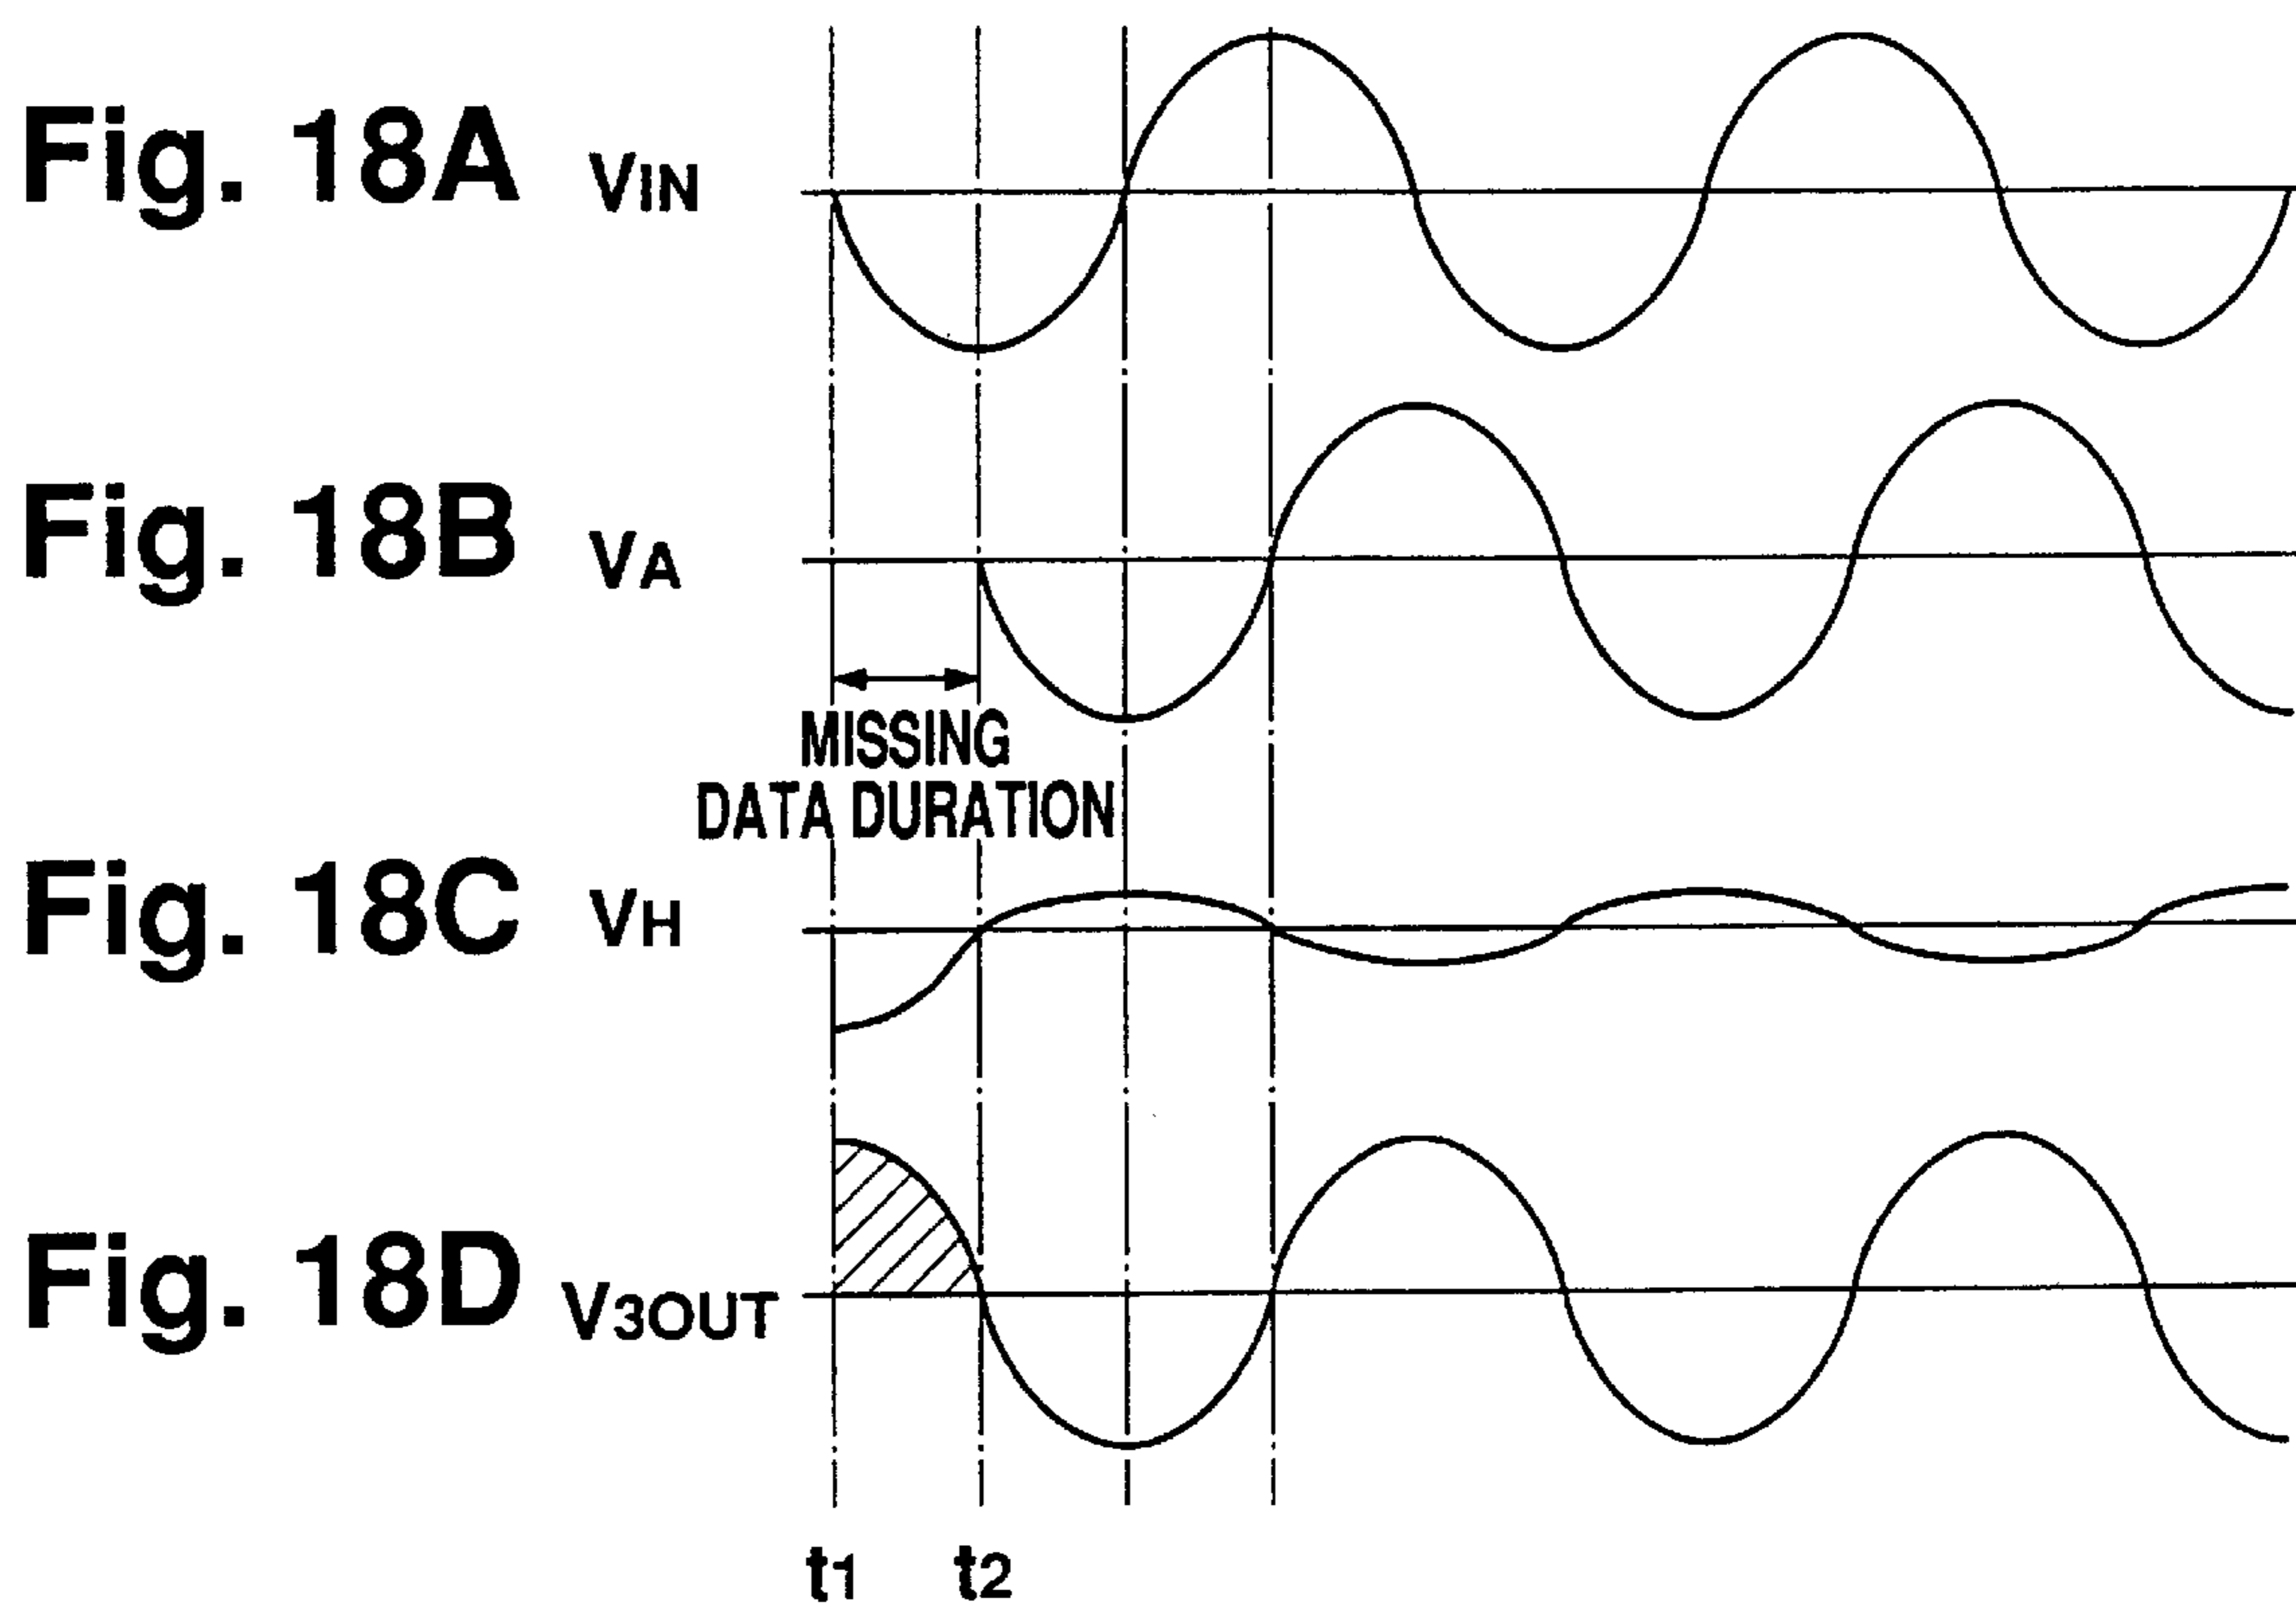 Fig. 18A VIN
Fig. 18B VA
MISSING
DATA DURATION
Fig. 18C VH
Fig. 18D V3OUT
t1 t2